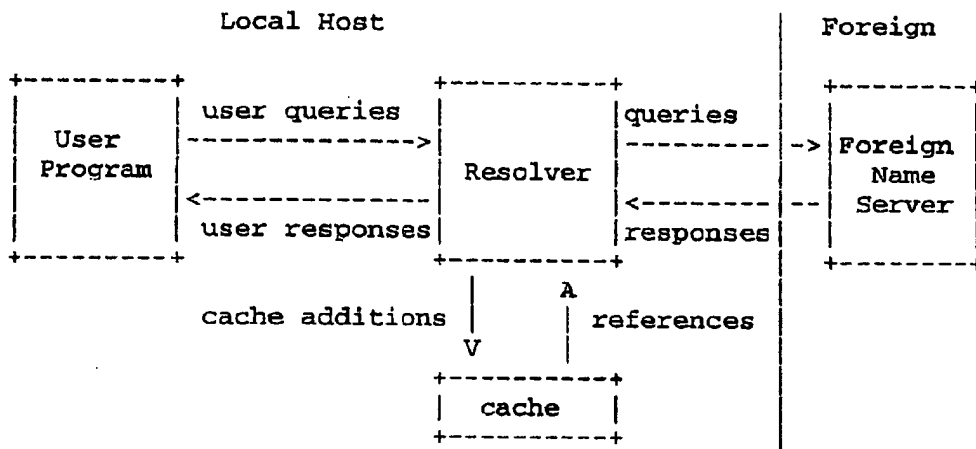 Local Host
Foreign
User
Program
user queries
user responses
Resolver
queries
responses
Foreign
Name
Server
cache additions
V
A
references
cache